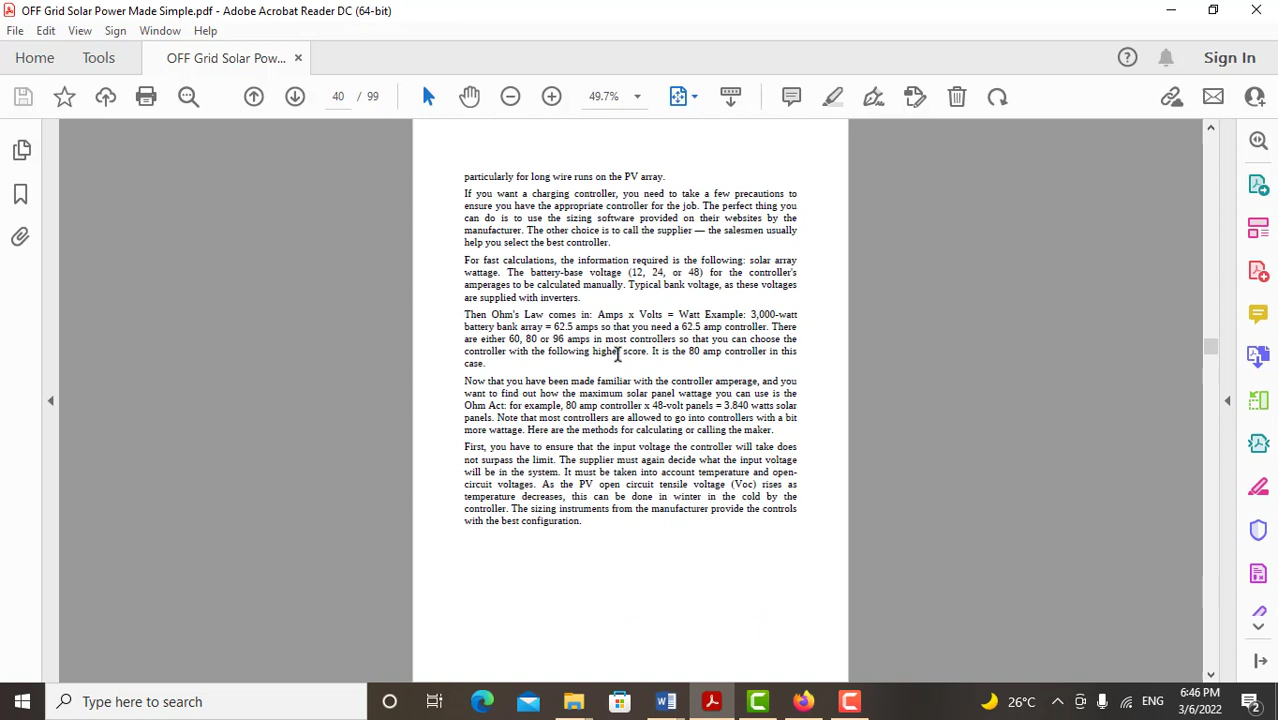 OFF Grid Solar Power Made Simple.pdf - Adobe Acrobat Reader DC (64-bit)
File Edit View Sign Window Help
Home Tools OFF Grid Solar Pow... × Sign In
40 / 99 49.7%
particularly for long wire runs on the PV array.
If you want a charging controller, you need to take a few precautions to
ensure you have the appropriate controller for the job. The perfect thing you
can do is to use the sizing software provided on their websites by the
manufacturer. The other choice is to call the supplier — the salesmen usually
help you select the best controller.
For fast calculations, the information required is the following: solar array
wattage. The battery-base voltage (12, 24, or 48) for the controller's
amperages to be calculated manually. Typical bank voltage, as these voltages
are supplied with inverters.
Then Ohm's Law comes in: Amps x Volts = Watt Example: 3,000-watt
battery bank array = 62.5 amps so that you need a 62.5 amp controller. There
are either 60, 80 or 96 amps in most controllers so that you can choose the
controller with the following higher score. It is the 80 amp controller in this
case.
Now that you have been made familiar with the controller amperage, and you
want to find out how the maximum solar panel wattage you can use is the
Ohm Act: for example, 80 amp controller x 48-volt panels = 3.840 watts solar
panels. Note that most controllers are allowed to go into controllers with a bit
more wattage. Here are the methods for calculating or calling the maker.
First, you have to ensure that the input voltage the controller will take does
not surpass the limit. The supplier must again decide what the input voltage
will be in the system. It must be taken into account temperature and open-
circuit voltages. As the PV open circuit tensile voltage (Voc) rises as
temperature decreases, this can be done in winter in the cold by the
controller. The sizing instruments from the manufacturer provide the controls
with the best configuration.
Type here to search 26°C ENG 6:46 PM
3/6/2022 2